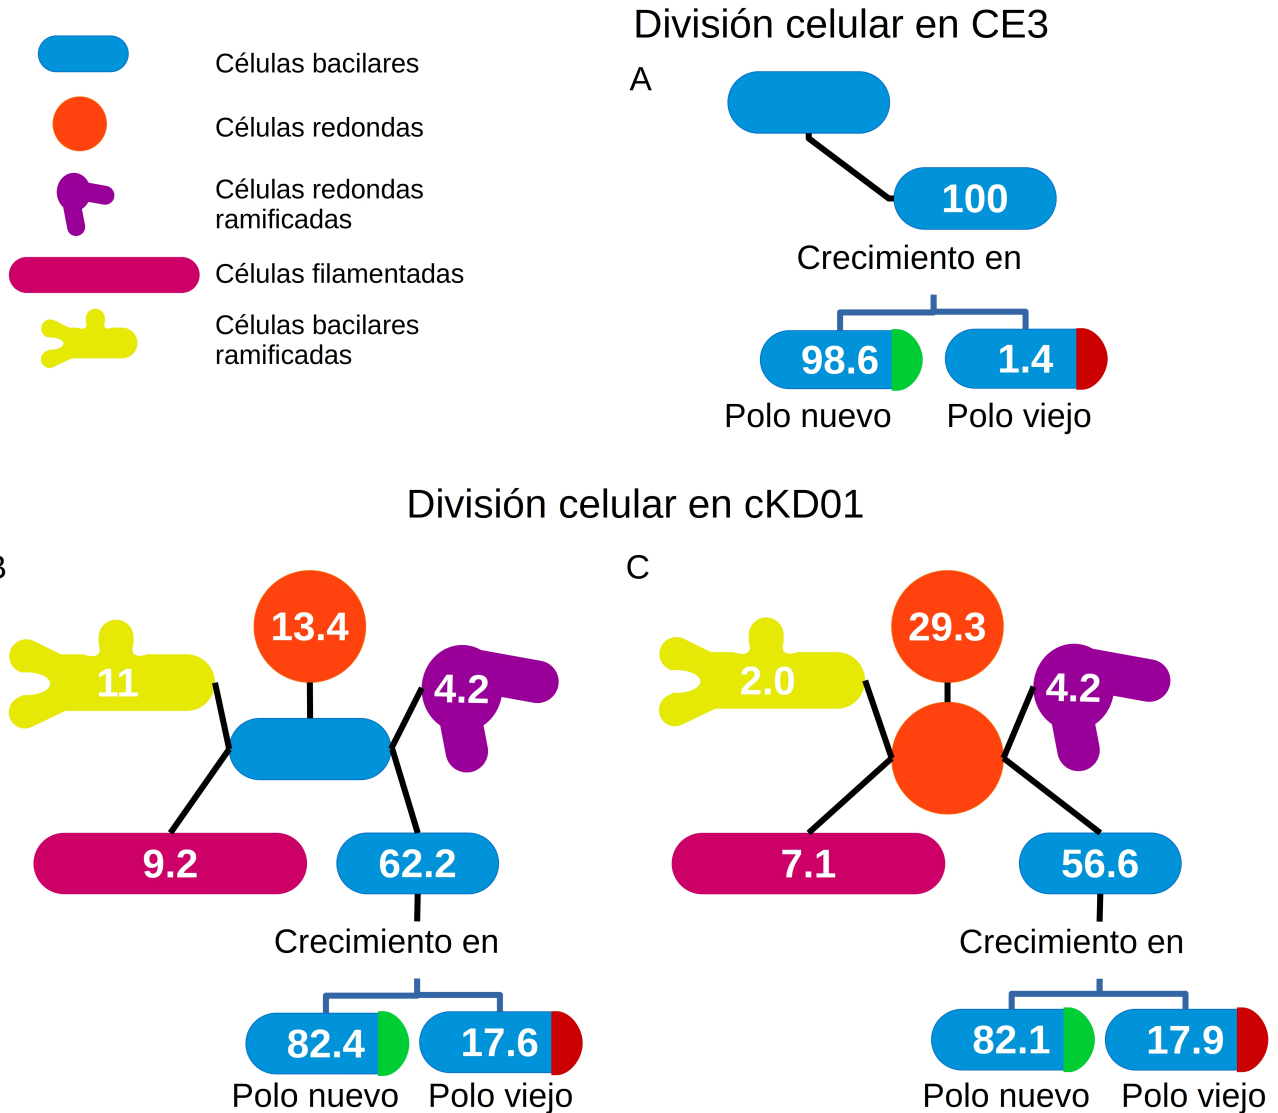 Células bacilares
Células redondas
Células redondas
ramificadas
Células filamentadas
Células bacilares
ramificadas
División celular en CE3
A
100
Crecimiento en
98.6
1.4
Polo nuevo
Polo viejo
División celular en cKD01
B
13.4
11
4.2
9.2
62.2
Crecimiento en
82.4
17.6
Polo nuevo
Polo viejo
C
29.3
2.0
4.2
7.1
56.6
Crecimiento en
82.1
17.9
Polo nuevo
Polo viejo